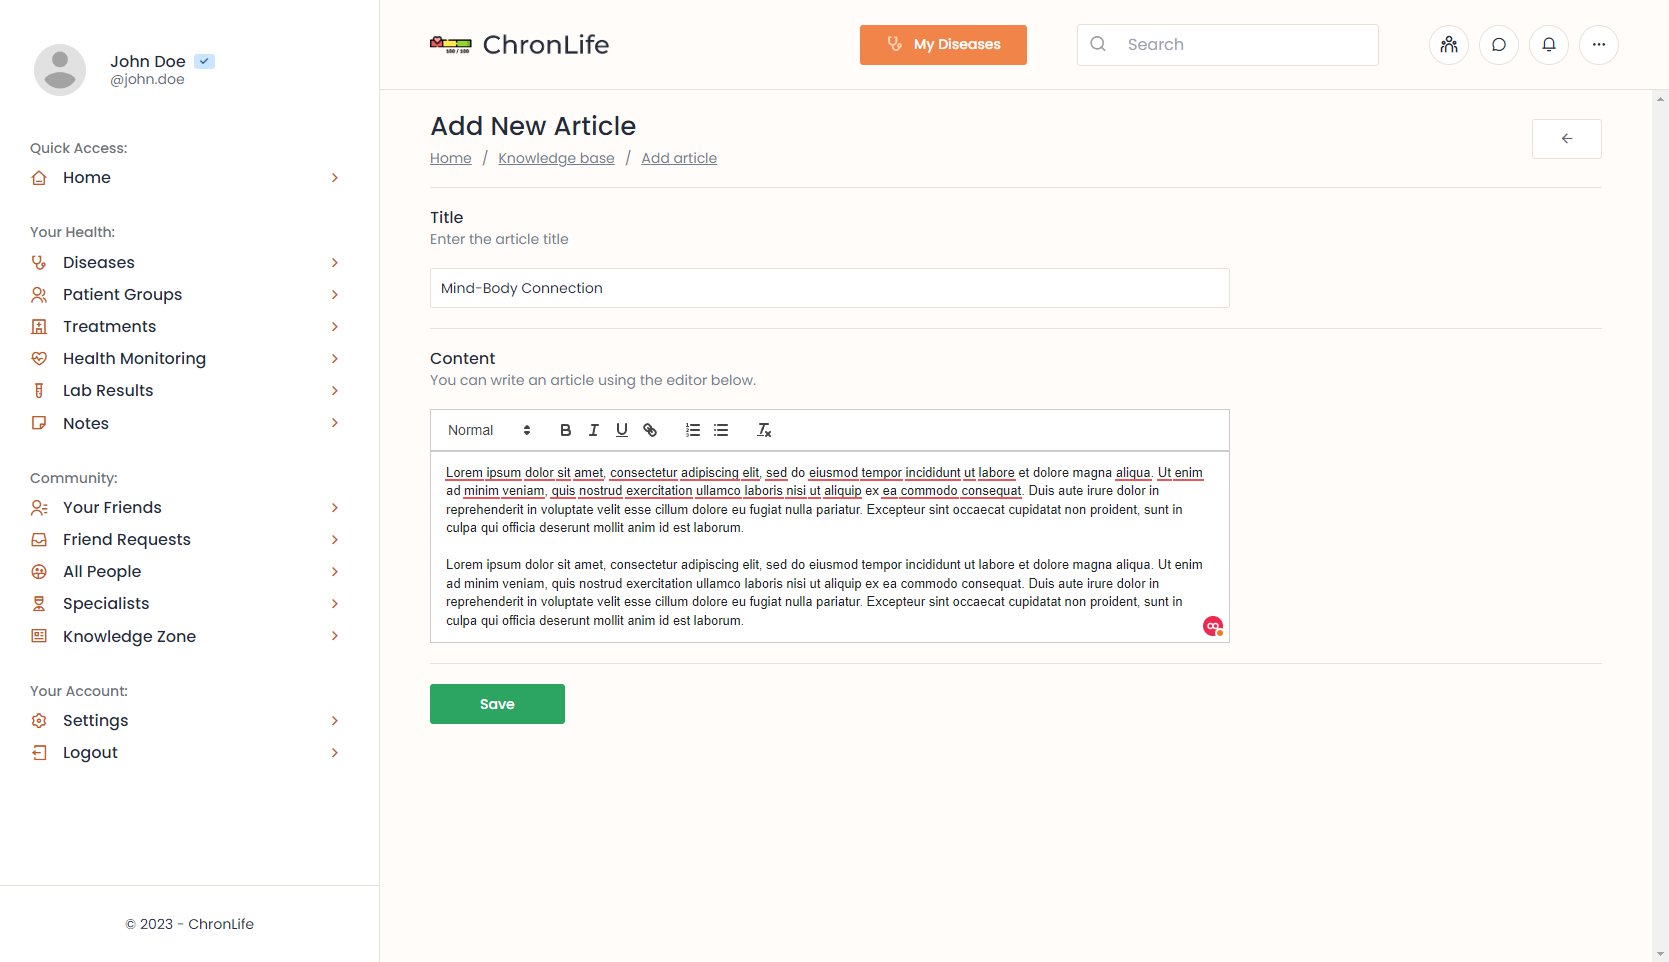 John Doe
@john.doe
Quick Access:
Home
Your Health:
Diseases
Patient Groups
Treatments
Health Monitoring
Lab Results
Notes
Community:
Your Friends
Friend Requests
All People
Specialists
Knowledge Zone
Your Account:
Settings
Logout
© 2023 - ChronLife
100 / 100
ChronLife
My Diseases
Search
Add New Article
Home / Knowledge base / Add article
Title
Enter the article title
Mind-Body Connection
Content
You can write an article using the editor below.
Normal B I U
Lorem ipsum dolor sit amet, consectetur adipiscing elit, sed do eiusmod tempor incididunt ut labore et dolore magna aliqua. Ut enim
ad minim veniam, quis nostrud exercitation ullamco laboris nisi ut aliquip ex ea commodo consequat. Duis aute irure dolor in
reprehenderit in voluptate velit esse cillum dolore eu fugiat nulla pariatur. Excepteur sint occaecat cupidatat non proident, sunt in
culpa qui officia deserunt mollit anim id est laborum.
Lorem ipsum dolor sit amet, consectetur adipiscing elit, sed do eiusmod tempor incididunt ut labore et dolore magna aliqua. Ut enim
ad minim veniam, quis nostrud exercitation ullamco laboris nisi ut aliquip ex ea commodo consequat. Duis aute irure dolor in
reprehenderit in voluptate velit esse cillum dolore eu fugiat nulla pariatur. Excepteur sint occaecat cupidatat non proident, sunt in
culpa qui officia deserunt mollit anim id est laborum.
Save